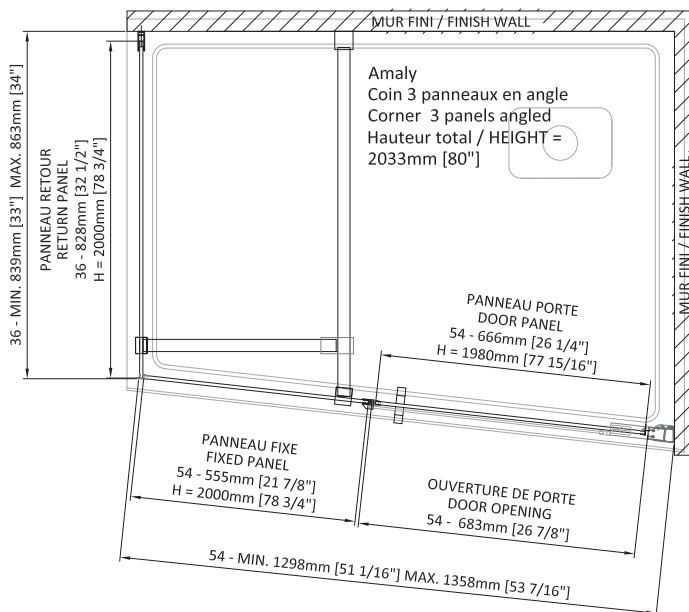 MUR FINI / FINISH WALL
Amaly
Coin 3 panneaux en angle
Corner 3 panels angled
Hauteur total / HEIGHT =
2033mm [80"]
36 - MIN. 839mm [33"] MAX. 863mm [34"]
PANNEAU RETOUR
RETURN PANEL
36 - 828mm [32 1/2"]
H = 2000mm [78 3/4"]
MUR FINI / FINISH WALL
PANNEAU PORTE
DOOR PANEL
54 - 666mm [26 1/4"]
H = 1980mm [77 15/16"]
PANNEAU FIXE
FIXED PANEL
54 - 555mm [21 7/8"]
H = 2000mm [78 3/4"]
OUVERTURE DE PORTE
DOOR OPENING
54 - 683mm [26 7/8"]
54 - MIN. 1298mm [51 1/16"] MAX. 1358mm [53 7/16"]